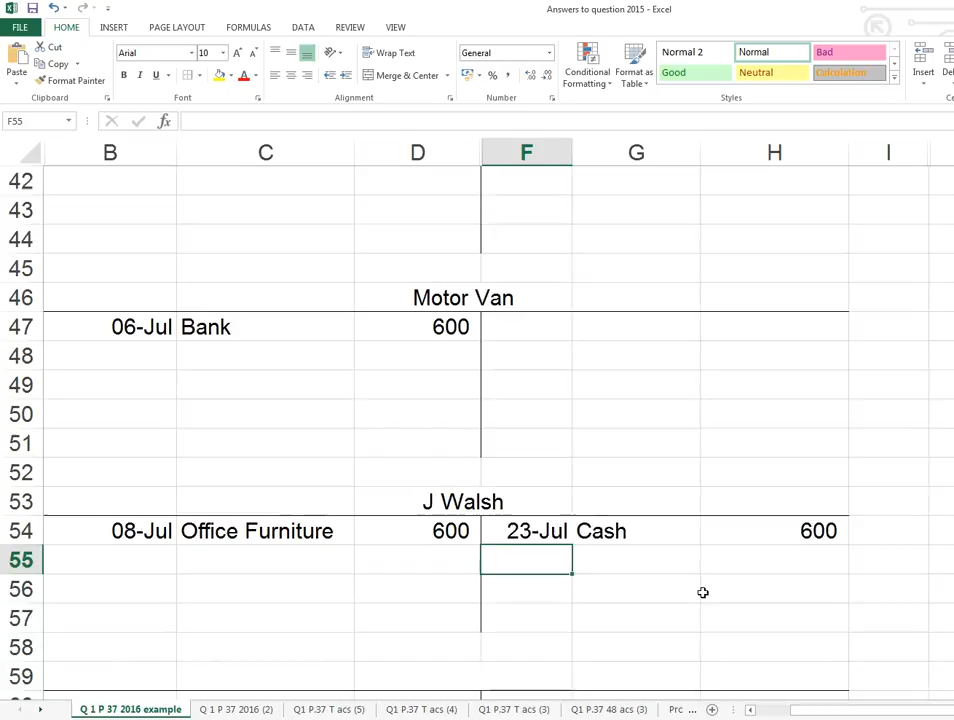 Answers to question 2015 - Excel
FILE HOME INSERT PAGE LAYOUT FORMULAS DATA REVIEW VIEW
Paste
Cut
Copy
Format Painter
Clipboard
Arial 10
B I U
Font
Wrap Text
Merge & Center
Alignment
General
Number
Conditional Formatting
Format as Table
Normal 2 Normal Bad
Good Neutral Calculation
Styles
Insert
F55
B C D F G H I
42
43
44
45
46 Motor Van
47 06-Jul Bank 600
48
49
50
51
52
53 J Walsh
54 08-Jul Office Furniture 600 23-Jul Cash 600
55
56
57
58
59
Q 1 P 37 2016 example Q 1 P 37 2016 (2) Q1 P.37 T acs (5) Q1 P.37 T acs (4) Q1 P.37 T acs (3) Q1 P.37 48 acs (3) Prc ...